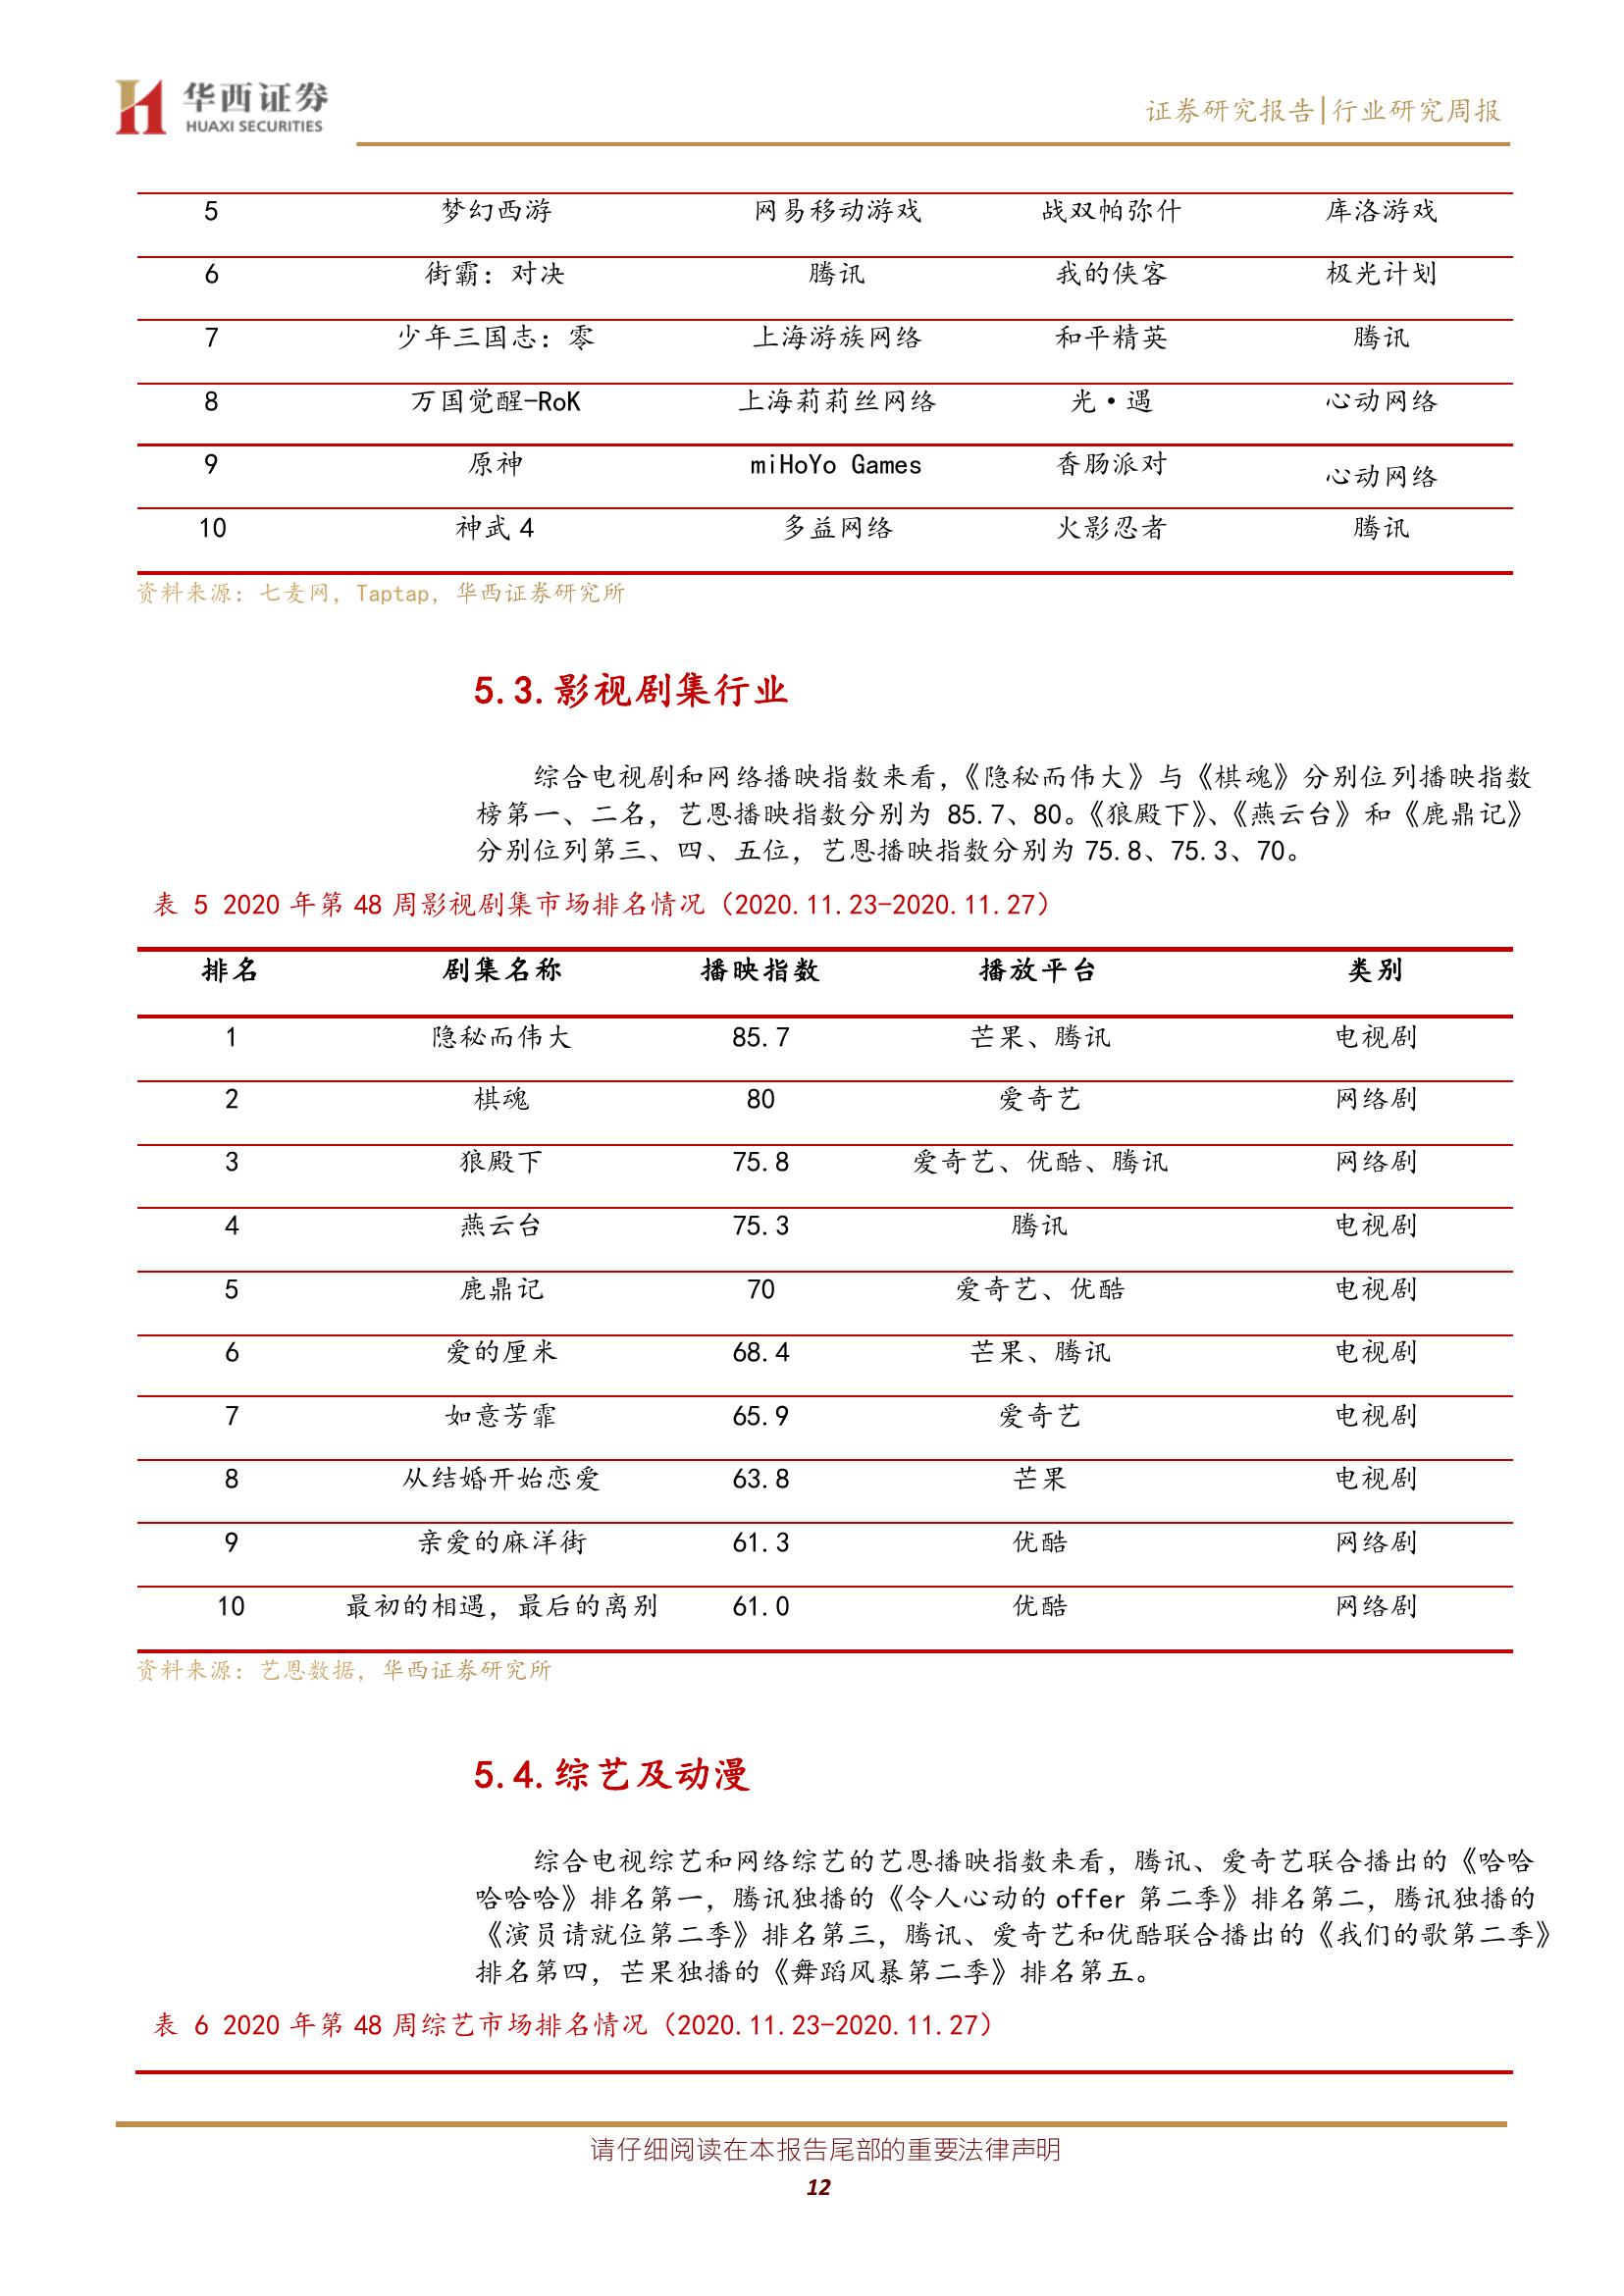 华西证券
HUAXI SECURITIES
证券研究报告|行业研究周报
5 梦幻西游 网易移动游戏 战双帕弥什 库洛游戏
6 街霸：对决 腾讯 我的侠客 极光计划
7 少年三国志：零 上海游族网络 和平精英 腾讯
8 万国觉醒-RoK 上海莉莉丝网络 光·遇 心动网络
9 原神 miHoYo Games 香肠派对 心动网络
10 神武 4 多益网络 火影忍者 腾讯
资料来源：七麦网，Taptap，华西证券研究所
5.3.影视剧集行业
综合电视剧和网络播映指数来看，《隐秘而伟大》与《棋魂》分别位列播映指数
榜第一、二名，艺恩播映指数分别为 85.7、80。《狼殿下》、《燕云台》和《鹿鼎记》
分别位列第三、四、五位，艺恩播映指数分别为 75.8、75.3、70。
表 5 2020 年第 48 周影视剧集市场排名情况（2020.11.23-2020.11.27）
排名 剧集名称 播映指数 播放平台 类别
1 隐秘而伟大 85.7 芒果、腾讯 电视剧
2 棋魂 80 爱奇艺 网络剧
3 狼殿下 75.8 爱奇艺、优酷、腾讯 网络剧
4 燕云台 75.3 腾讯 电视剧
5 鹿鼎记 70 爱奇艺、优酷 电视剧
6 爱的厘米 68.4 芒果、腾讯 电视剧
7 如意芳霏 65.9 爱奇艺 电视剧
8 从结婚开始恋爱 63.8 芒果 电视剧
9 亲爱的麻洋街 61.3 优酷 网络剧
10 最初的相遇，最后的离别 61.0 优酷 网络剧
资料来源：艺恩数据，华西证券研究所
5.4.综艺及动漫
综合电视综艺和网络综艺的艺恩播映指数来看，腾讯、爱奇艺联合播出的《哈哈
哈哈哈》排名第一，腾讯独播的《令人心动的 offer 第二季》排名第二，腾讯独播的
《演员请就位第二季》排名第三，腾讯、爱奇艺和优酷联合播出的《我们的歌第二季》
排名第四，芒果独播的《舞蹈风暴第二季》排名第五。
表 6 2020 年第 48 周综艺市场排名情况（2020.11.23-2020.11.27）
请仔细阅读在本报告尾部的重要法律声明
12